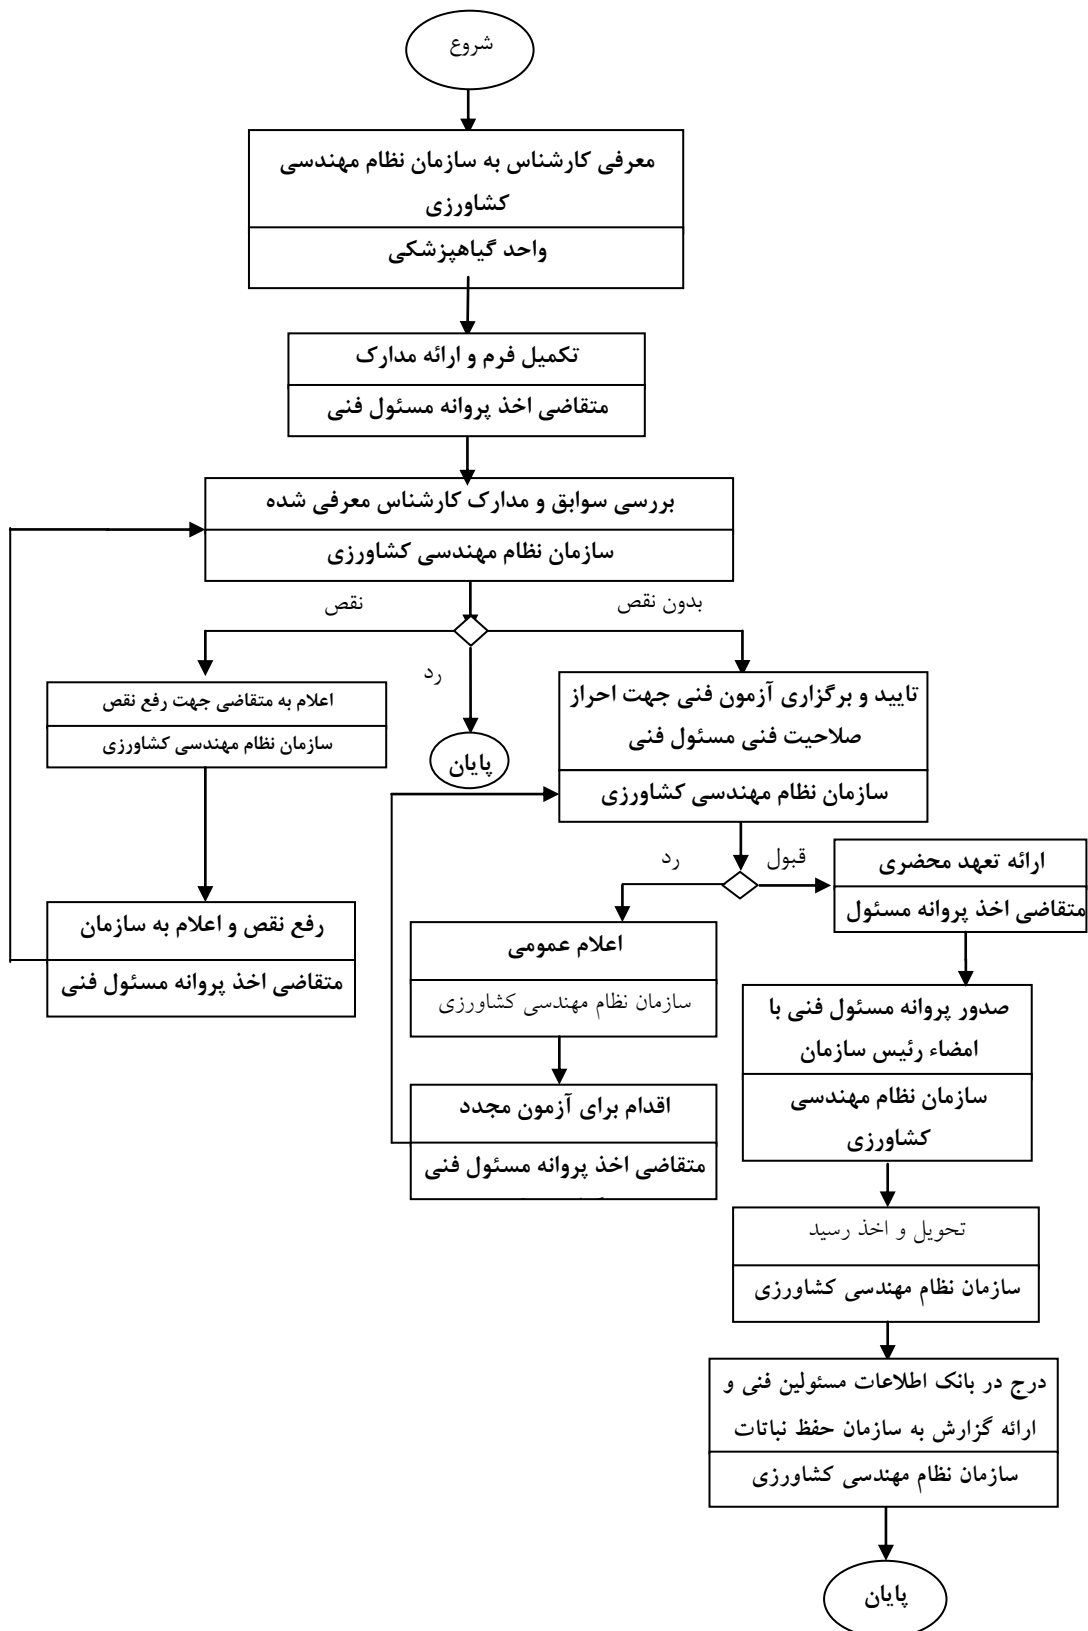 شروع
معرفی کارشناس به سازمان نظام مهندسی
کشاورزی
واحد گیاهپزشکی
تکمیل فرم و ارائه مدارک
متقاضی اخذ پروانه مسئول فنی
بررسی سوابق و مدارک کارشناس معرفی شده
سازمان نظام مهندسی کشاورزی
بدون نقص
نقص
رد
تایید و برگزاری آزمون فنی جهت احراز
صلاحیت فنی مسئول فنی
سازمان نظام مهندسی کشاورزی
پایان
اعلام به متقاضی جهت رفع نقص
سازمان نظام مهندسی کشاورزی
رفع نقص و اعلام به سازمان
متقاضی اخذ پروانه مسئول فنی
قبول
رد
ارائه تعهد محضری
متقاضی اخذ پروانه مسئول
اعلام عمومی
سازمان نظام مهندسی کشاورزی
اقدام برای آزمون مجدد
متقاضی اخذ پروانه مسئول فنی
صدور پروانه مسئول فنی با
امضاء رئیس سازمان
سازمان نظام مهندسی
کشاورزی
تحویل و اخذ رسید
سازمان نظام مهندسی کشاورزی
درج در بانک اطلاعات مسئولین فنی و
ارائه گزارش به سازمان حفظ نباتات
سازمان نظام مهندسی کشاورزی
پایان